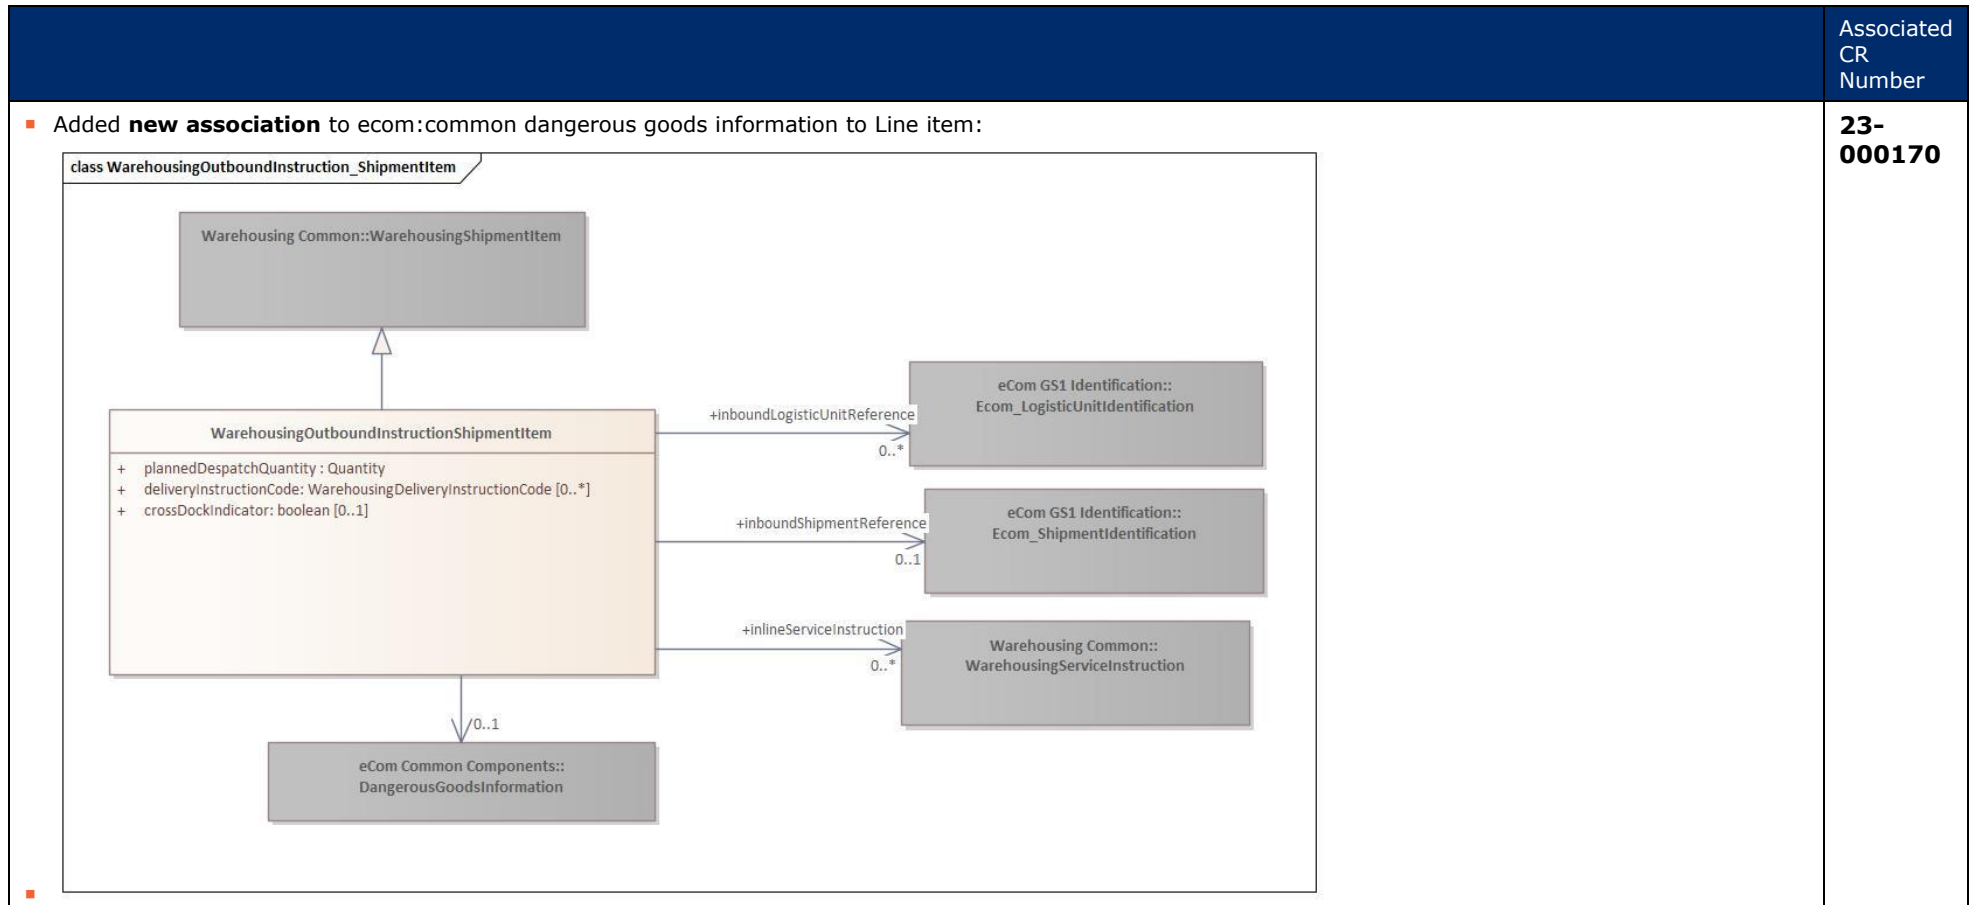 Associated
CR
Number
▪ Added new association to ecom:common dangerous goods information to Line item:
23-
000170
class WarehousingOutboundInstruction_ShipmentItem
Warehousing Common::WarehousingShipmentItem
WarehousingOutboundInstructionShipmentItem
+ plannedDespatchQuantity : Quantity
+ deliveryInstructionCode: WarehousingDeliveryInstructionCode [0..*]
+ crossDockIndicator: boolean [0..1]
+inboundLogisticUnitReference
0..*
eCom GS1 Identification::
Ecom_LogisticUnitIdentification
+inboundShipmentReference
0..1
eCom GS1 Identification::
Ecom_ShipmentIdentification
+inlineServiceInstruction
0..*
Warehousing Common::
WarehousingServiceInstruction
0..1
eCom Common Components::
DangerousGoodsInformation
▪